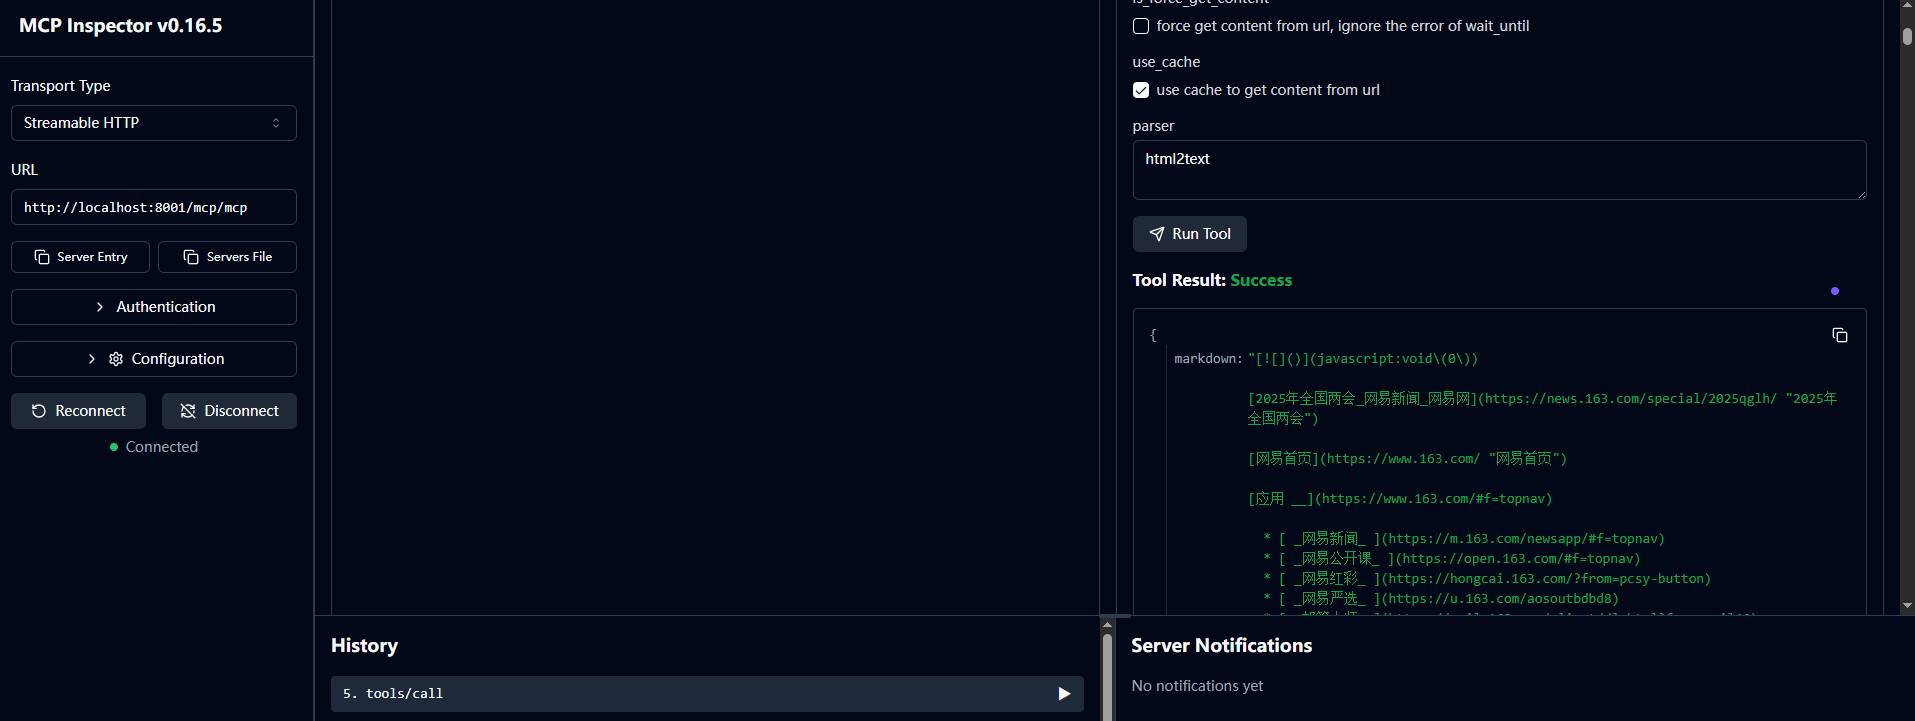 MCP Inspector v0.16.5
Transport Type
Streamable HTTP
URL
http://localhost:8001/mcp/mcp
Server Entry
Servers File
Authentication
Configuration
Reconnect
Disconnect
Connected
is_force_get_content
force get content from url, ignore the error of wait_until
use_cache
use cache to get content from url
parser
html2text
Run Tool
Tool Result: Success
{
markdown: "[![]()](javascript:void\(0\))
[2025年全国两会_网易新闻_网易网](https://news.163.com/special/2025qglh/ "2025年
全国两会")
[网易首页](https://www.163.com/ "网易首页")
[应用 __](https://www.163.com/#f=topnav)
* [ _网易新闻_ ](https://m.163.com/newsapp/#f=topnav)
* [ _网易公开课_ ](https://open.163.com/#f=topnav)
* [ _网易红彩_ ](https://hongcai.163.com/?from=pcsy-button)
* [ _网易严选_ ](https://u.163.com/aosoutbdbd8)
History
5. tools/call
Server Notifications
No notifications yet